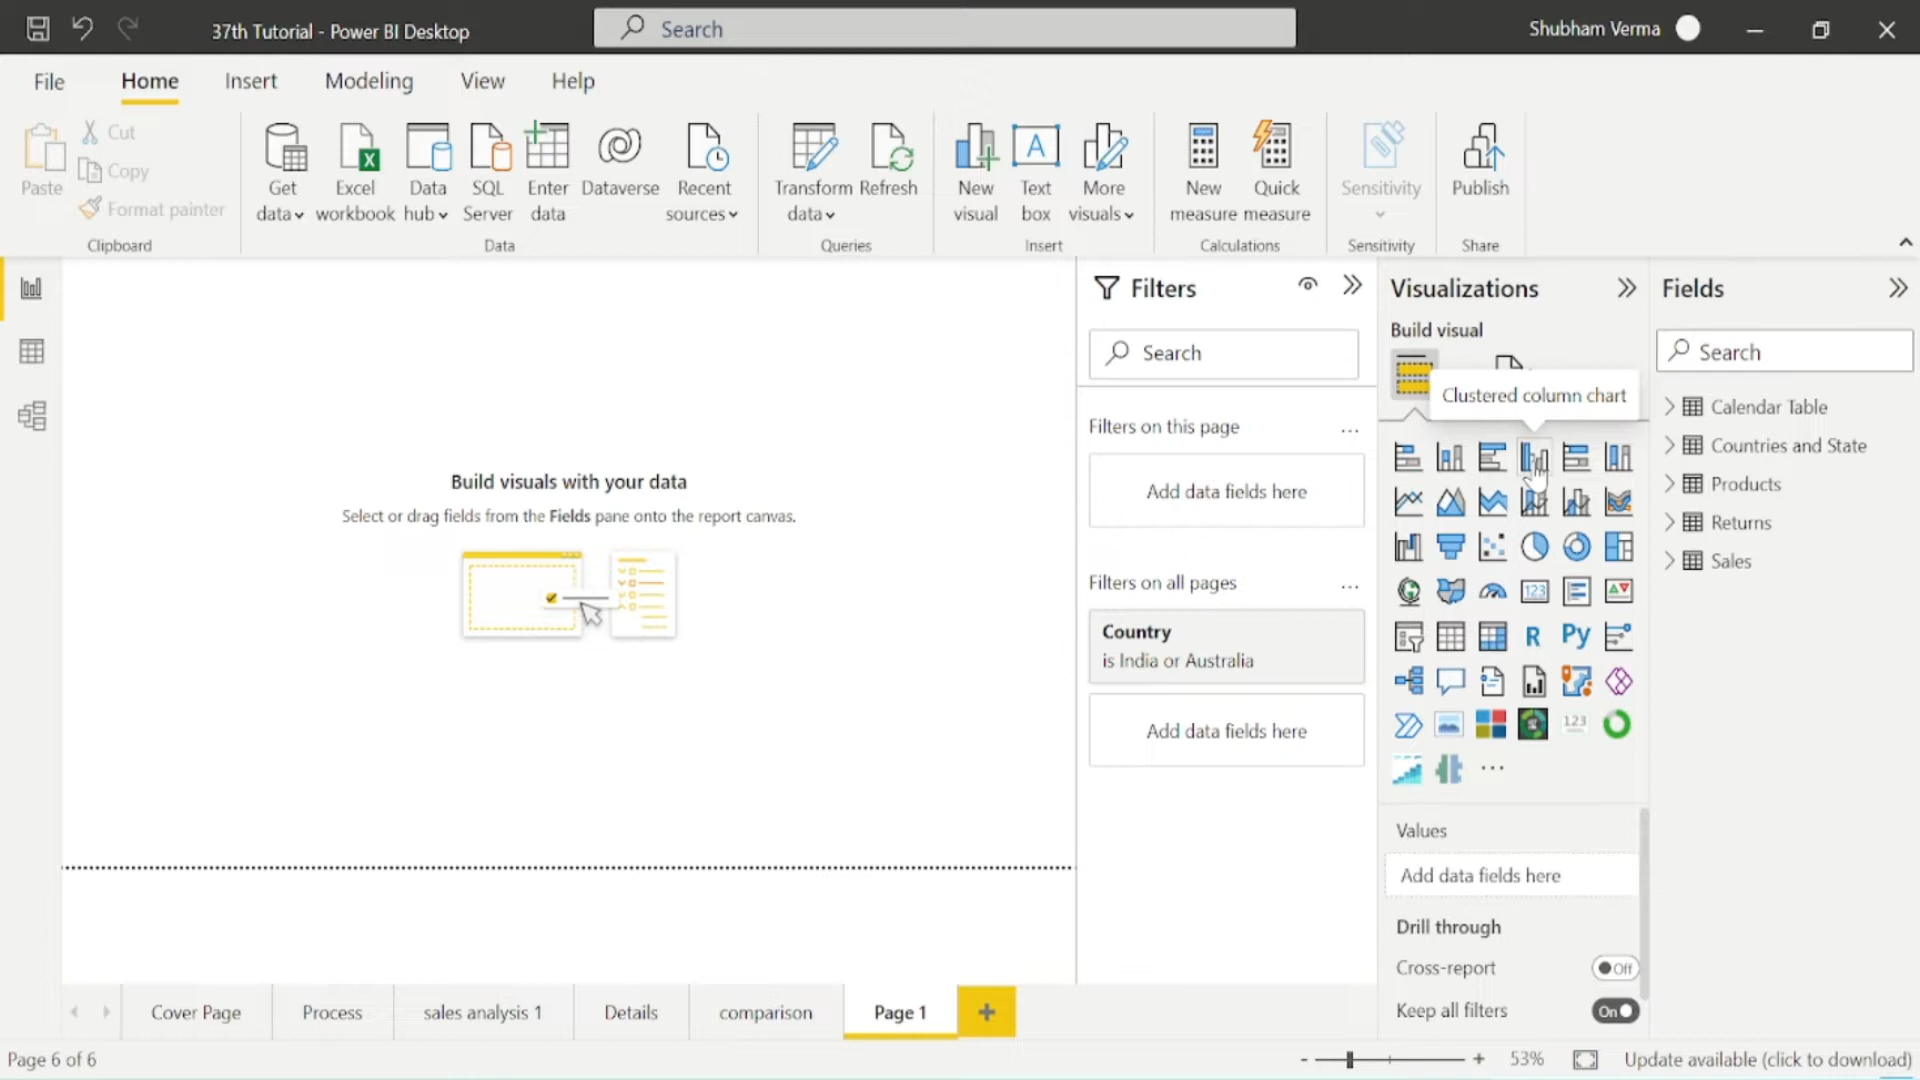 37th Tutorial - Power BI Desktop
Search
Shubham Verma
File
Home
Insert
Modeling
View
Help
Paste
Cut
Copy
Format painter
Clipboard
Get
data
Excel
workbook
Data
hub
SQL
Server
Enter
data
Dataverse
Recent
sources
Data
Transform
data
Refresh
Queries
New
visual
Text
box
More
visuals
Insert
New
measure
Quick
measure
Calculations
Sensitivity
Sensitivity
Publish
Share
Build visuals with your data
Select or drag fields from the Fields pane onto the report canvas.
Filters
Search
Filters on this page
...
Add data fields here
Filters on all pages
...
Country
is India or Australia
Add data fields here
Visualizations
Build visual
Clustered column chart
123
R
Py
123
...
Values
Add data fields here
Drill through
Cross-report
Off
Keep all filters
On
Fields
Search
Calendar Table
Countries and State
Products
Returns
Sales
Cover Page
Process
sales analysis 1
Details
comparison
Page 1
+
Page 6 of 6
- +
53%
Update available (click to download)